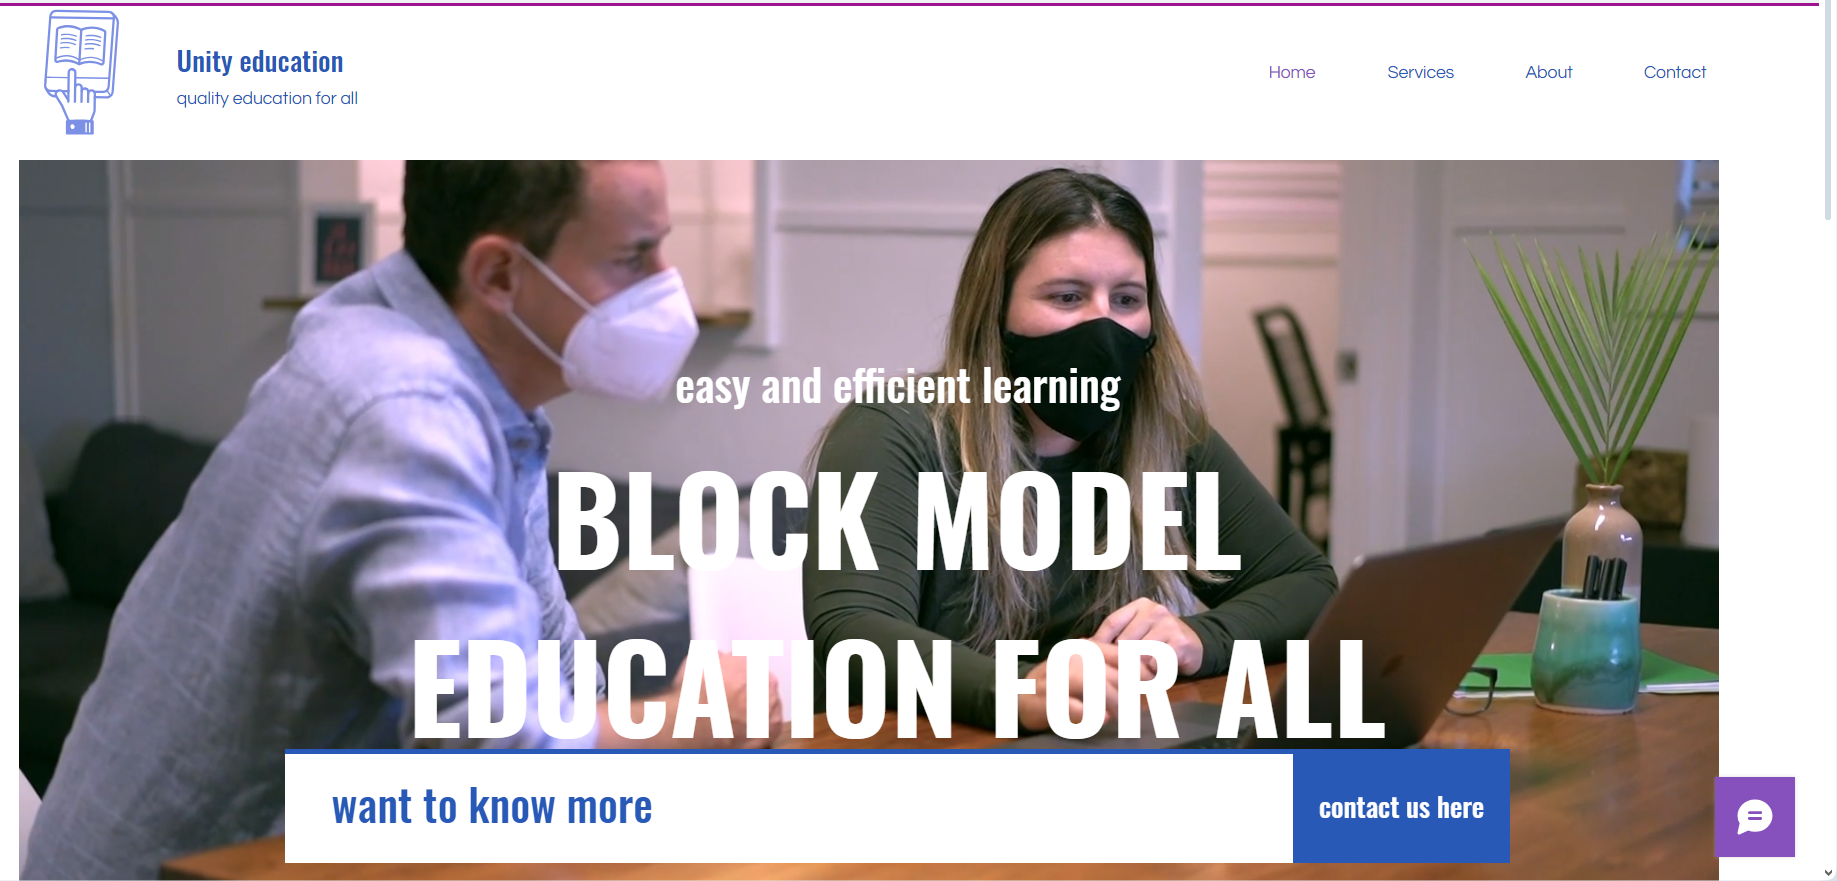 Unity education
quality education for all
Home Services About Contact
easy and efficient learning
BLOCK MODEL
EDUCATION FOR ALL
want to know more
contact us here